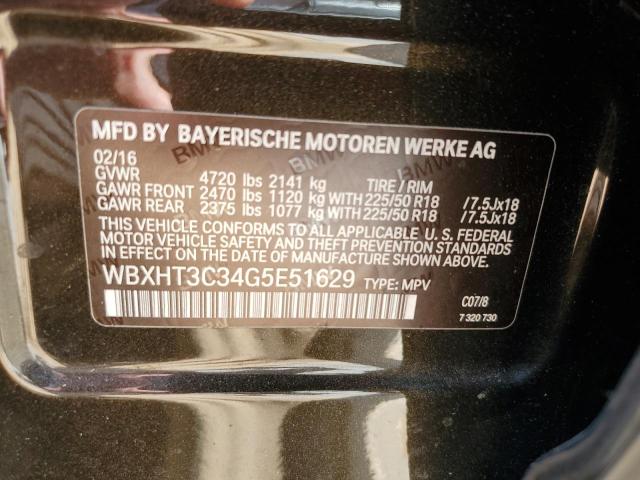 MFD BY BAYERISCHE MOTOREN WERKE AG
02/16
GVWR 4720 lbs 2141 kg TIRE / RIM
GAWR FRONT 2470 lbs 1120 kg WITH 225/50 R18 /7.5Jx18
GAWR REAR 2375 lbs 1077 kg WITH 225/50 R18 /7.5Jx18
THIS VEHICLE CONFORMS TO ALL APPLICABLE U. S. FEDERAL
MOTOR VEHICLE SAFETY AND THEFT PREVENTION STANDARDS
IN EFFECT ON THE DATE OF MANUFACTURE SHOWN ABOVE.
WBXHT3C34G5E51629 TYPE: MPV
C07/8
7 320 730